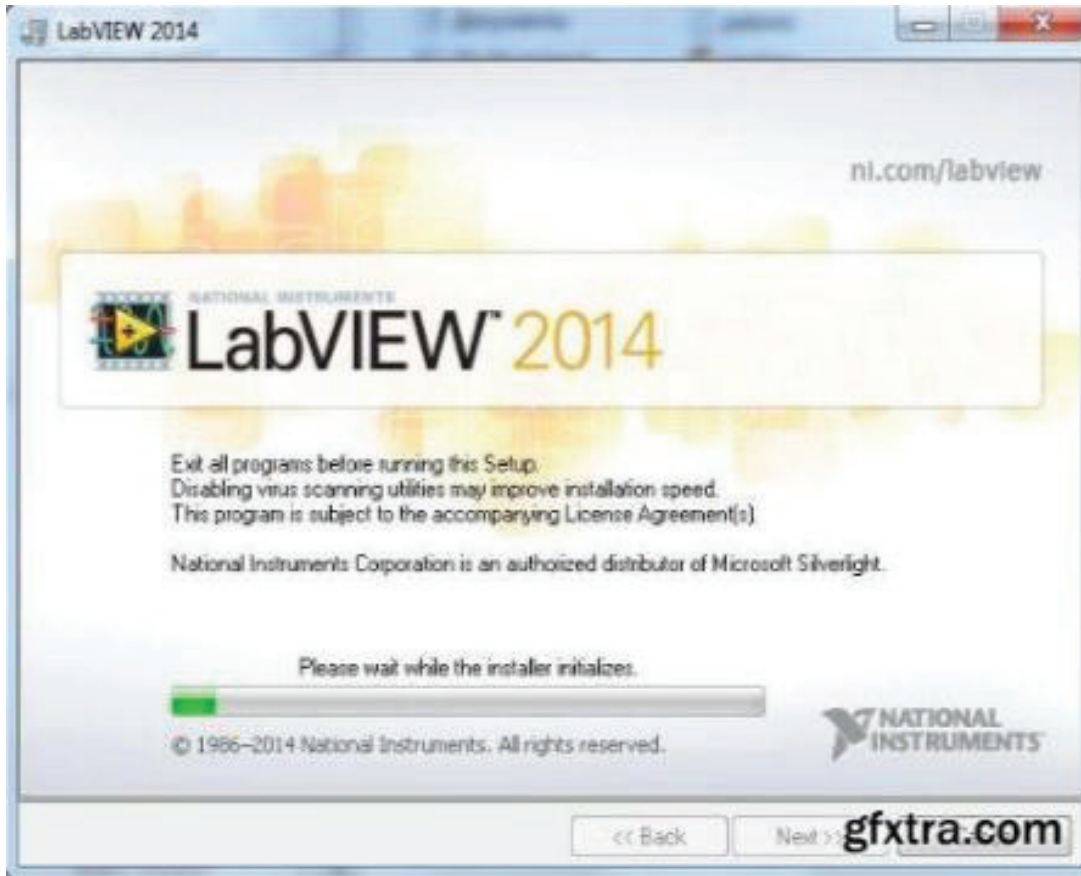 LabVIEW 2014
ni.com/labview
NATIONAL INSTRUMENTS
LabVIEW™ 2014
Exit all programs before running this Setup.
Disabling virus scanning utilities may improve installation speed.
This program is subject to the accompanying License Agreement(s)
National Instruments Corporation is an authorized distributor of Microsoft Silverlight.
Please wait while the installer initializes.
© 1986–2014 National Instruments. All rights reserved.
NATIONAL
INSTRUMENTS
<< Back
Next >>
gfxtra.com